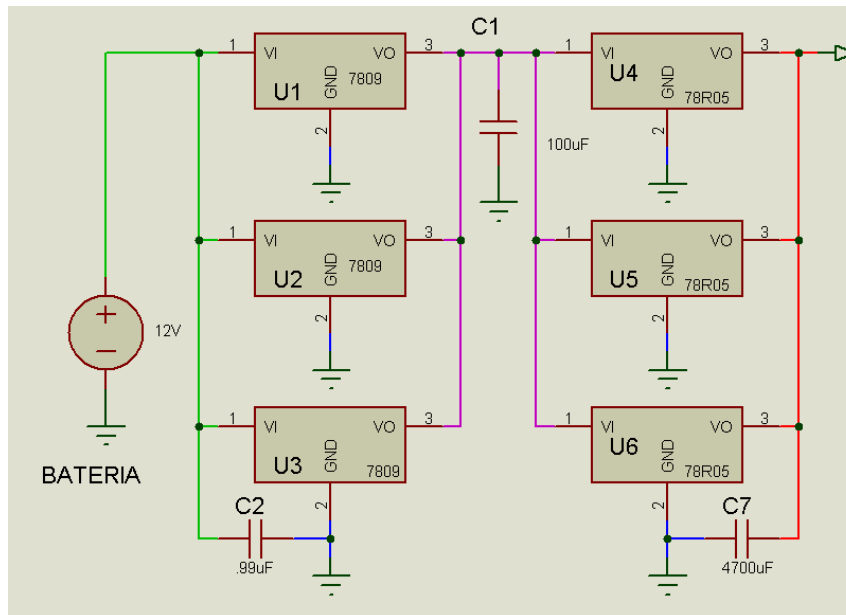 C1
1 VI VO 3
GND
U1 7809
2
1 VI VO 3
GND
U4 78R05
2
100uF
1 VI VO 3
GND
U2 7809
2
1 VI VO 3
GND
U5 78R05
2
12V
1 VI VO 3
GND
U3 7809
2
1 VI VO 3
GND
U6 78R05
2
BATERIA
C2
.99uF
C7
4700uF